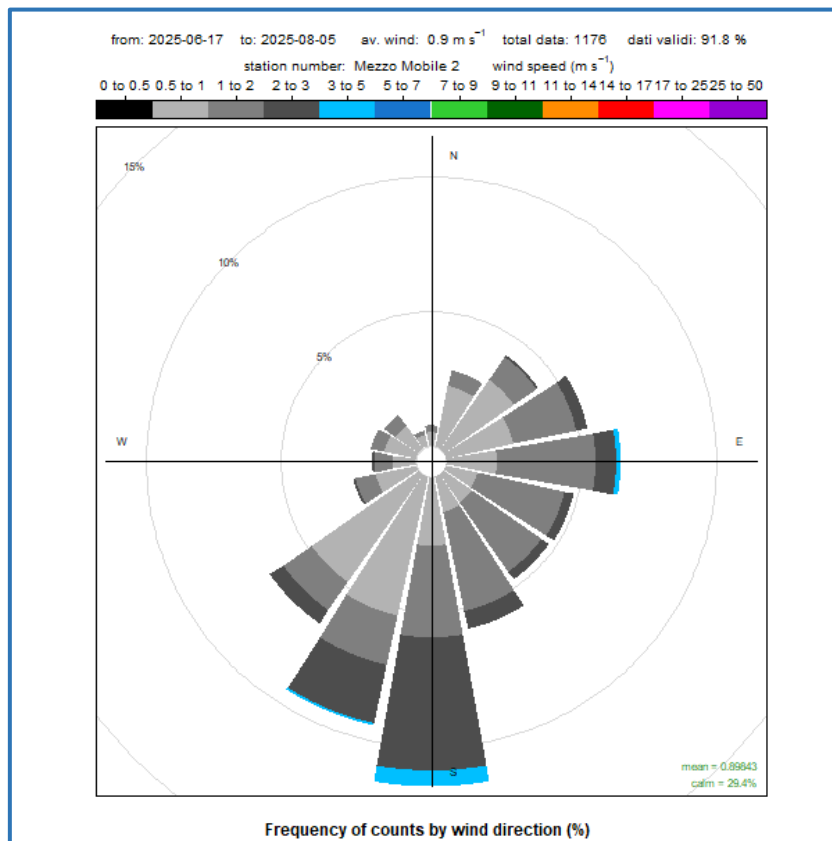 from: 2025-06-17 to: 2025-08-05 av. wind: 0.9 m s⁻¹ total data: 1176 dati validi: 91.8 %
station number: Mezzo Mobile 2 wind speed (m s⁻¹)
0 to 0.5 0.5 to 1 1 to 2 2 to 3 3 to 5 5 to 7 7 to 9 9 to 11 11 to 14 14 to 17 17 to 25 25 to 50
15%
N
10%
5%
W
E
S
mean = 0.89843
calm = 29.4%
Frequency of counts by wind direction (%)